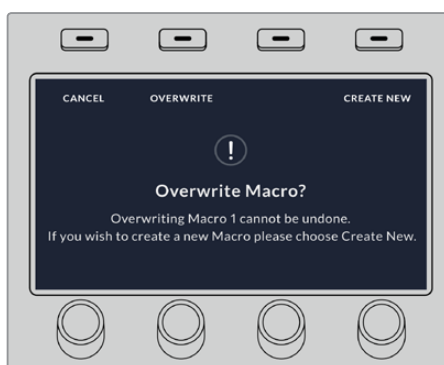 CANCEL OVERWRITE CREATE NEW
!
Overwrite Macro?
Overwriting Macro 1 cannot be undone.
If you wish to create a new Macro please choose Create New.